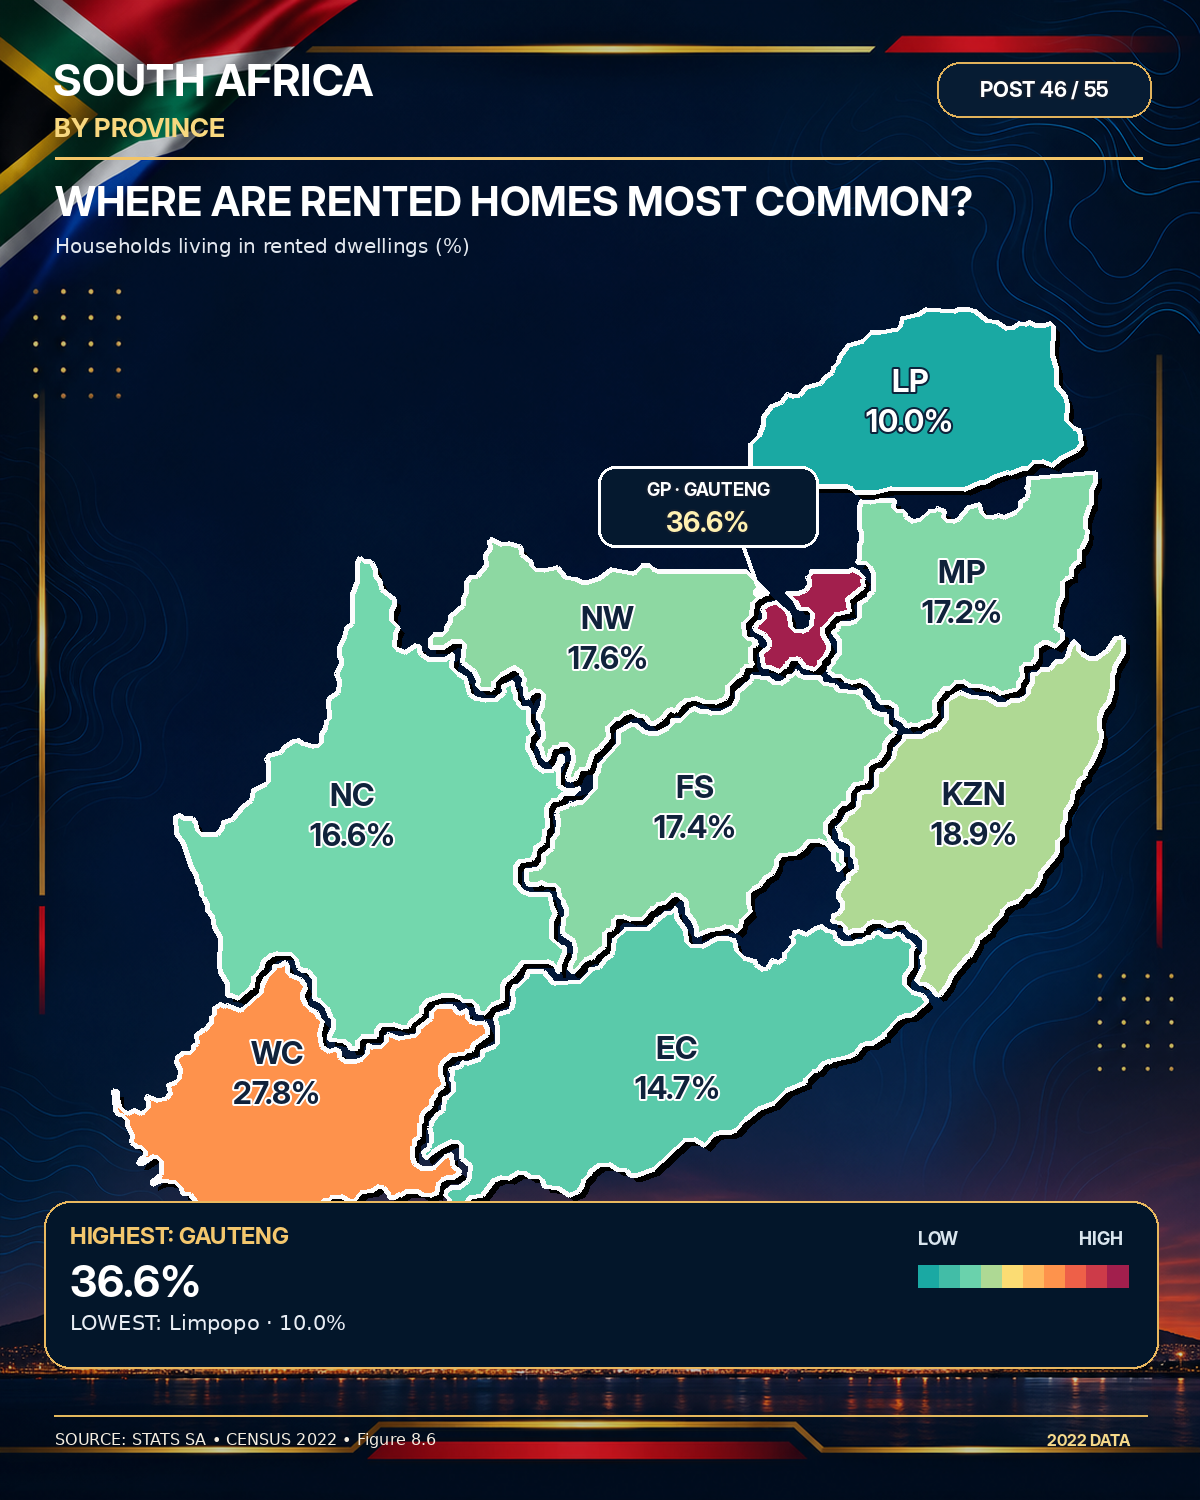 SOUTH AFRICA
BY PROVINCE
POST 46 / 55
WHERE ARE RENTED HOMES MOST COMMON?
Households living in rented dwellings (%)
LP
10.0%
GP · GAUTENG
36.6%
MP
17.2%
NW
17.6%
NC
16.6%
FS
17.4%
KZN
18.9%
WC
27.8%
EC
14.7%
HIGHEST: GAUTENG
36.6%
LOWEST: Limpopo · 10.0%
LOW HIGH
SOURCE: STATS SA • CENSUS 2022 • Figure 8.6
2022 DATA